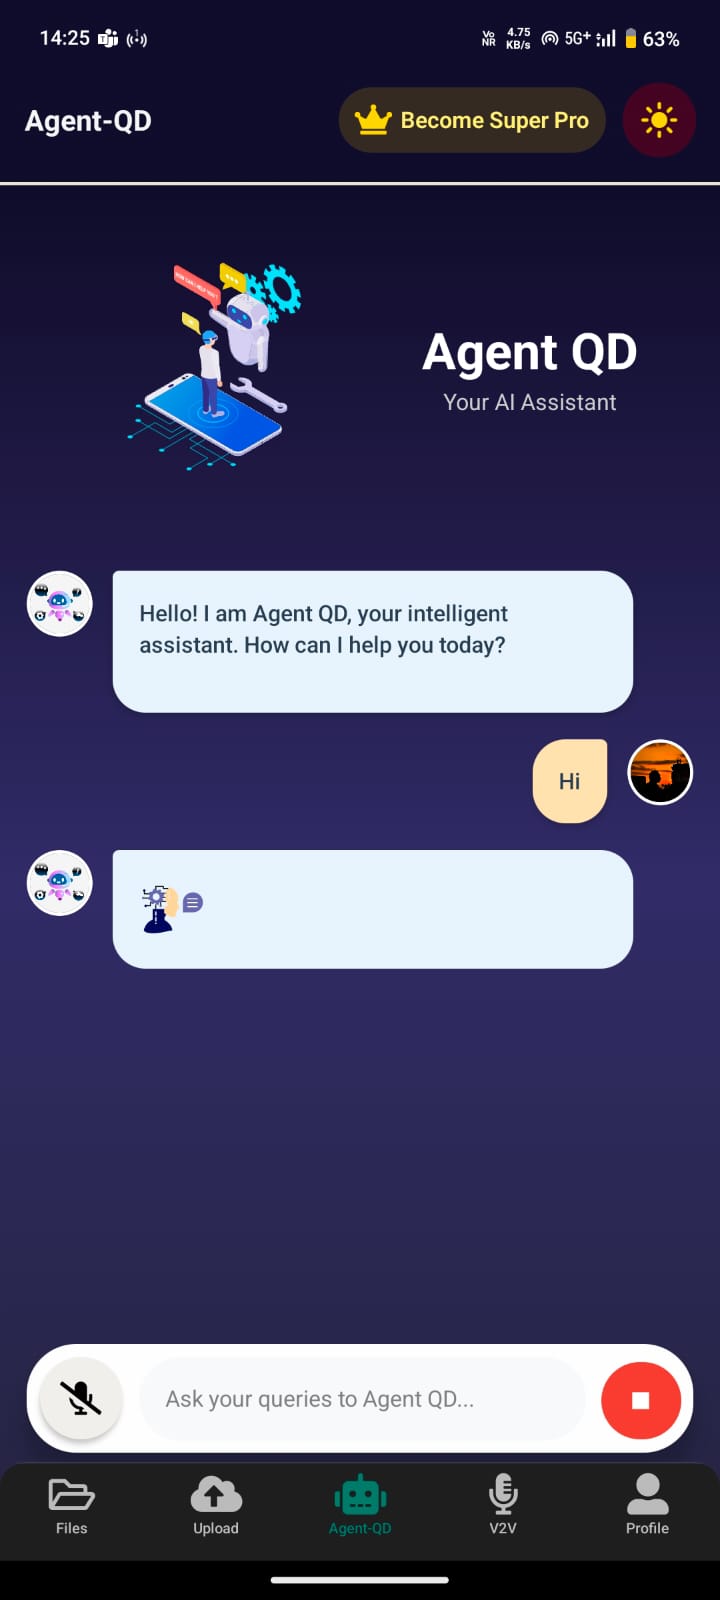 14:25
Vo NR
4.75 KB/s
5G+
63%
Agent-QD
Become Super Pro
Agent QD
Your AI Assistant
Hello! I am Agent QD, your intelligent
assistant. How can I help you today?
Hi
Ask your queries to Agent QD...
Files
Upload
Agent-QD
V2V
Profile